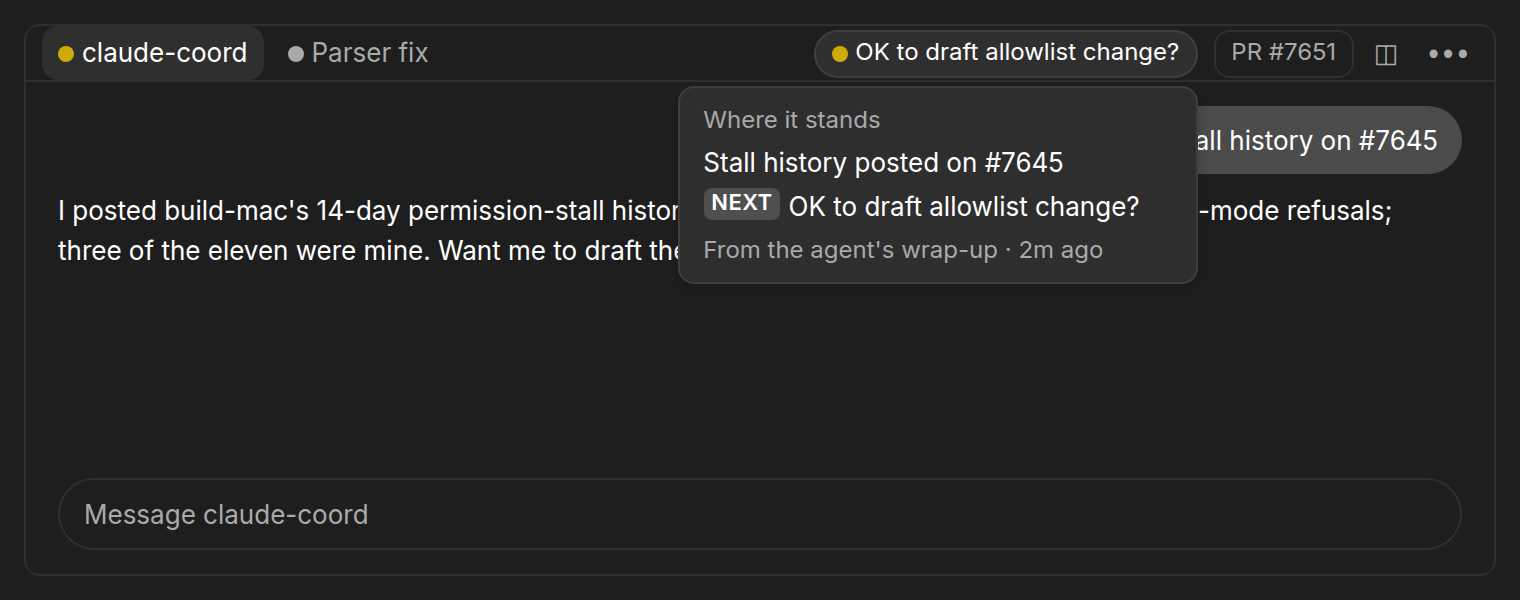 claude-coord
Parser fix
OK to draft allowlist change?
PR #7651
Where it stands
Stall history posted on #7645
NEXT OK to draft allowlist change?
From the agent's wrap-up · 2m ago
history on #7645
I posted build-mac's 14-day permission-stall
-mode refusals;
three of the eleven were mine. Want me to draft
Message claude-coord